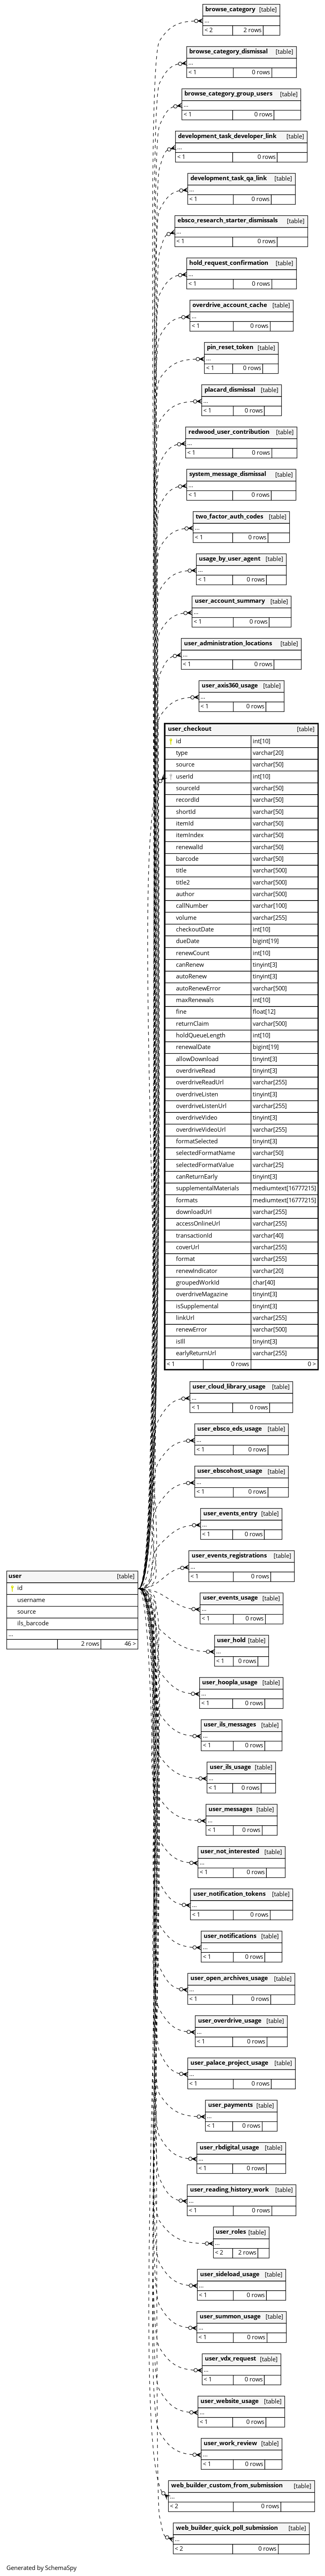 browse_category [table]
...
< 2 2 rows
browse_category_dismissal [table]
...
< 1 0 rows
browse_category_group_users [table]
...
< 1 0 rows
development_task_developer_link [table]
...
< 1 0 rows
development_task_qa_link [table]
...
< 1 0 rows
ebsco_research_starter_dismissals [table]
...
< 1 0 rows
hold_request_confirmation [table]
...
< 1 0 rows
overdrive_account_cache [table]
...
< 1 0 rows
pin_reset_token [table]
...
< 1 0 rows
placard_dismissal [table]
...
< 1 0 rows
redwood_user_contribution [table]
...
< 1 0 rows
system_message_dismissal [table]
...
< 1 0 rows
two_factor_auth_codes [table]
...
< 1 0 rows
usage_by_user_agent [table]
...
< 1 0 rows
user_account_summary [table]
...
< 1 0 rows
user_administration_locations [table]
...
< 1 0 rows
user_axis360_usage [table]
...
< 1 0 rows
user_checkout [table]
id int[10]
type varchar[20]
source varchar[50]
userId int[10]
sourceId varchar[50]
recordId varchar[50]
shortId varchar[50]
itemId varchar[50]
itemIndex varchar[50]
renewalId varchar[50]
barcode varchar[50]
title varchar[500]
title2 varchar[500]
author varchar[500]
callNumber varchar[100]
volume varchar[255]
checkoutDate int[10]
dueDate bigint[19]
renewCount int[10]
canRenew tinyint[3]
autoRenew tinyint[3]
autoRenewError varchar[500]
maxRenewals int[10]
fine float[12]
returnClaim varchar[500]
holdQueueLength int[10]
renewalDate bigint[19]
allowDownload tinyint[3]
overdriveRead tinyint[3]
overdriveReadUrl varchar[255]
overdriveListen tinyint[3]
overdriveListenUrl varchar[255]
overdriveVideo tinyint[3]
overdriveVideoUrl varchar[255]
formatSelected tinyint[3]
selectedFormatName varchar[50]
selectedFormatValue varchar[25]
canReturnEarly tinyint[3]
supplementalMaterials mediumtext[16777215]
formats mediumtext[16777215]
downloadUrl varchar[255]
accessOnlineUrl varchar[255]
transactionId varchar[40]
coverUrl varchar[255]
format varchar[255]
renewIndicator varchar[20]
groupedWorkId char[40]
overdriveMagazine tinyint[3]
isSupplemental tinyint[3]
linkUrl varchar[255]
renewError varchar[500]
isIll tinyint[3]
earlyReturnUrl varchar[255]
< 1 0 rows 0 >
user_cloud_library_usage [table]
...
< 1 0 rows
user_ebsco_eds_usage [table]
...
< 1 0 rows
user_ebscohost_usage [table]
...
< 1 0 rows
user_events_entry [table]
...
< 1 0 rows
user_events_registrations [table]
...
< 1 0 rows
user [table]
id
username
source
ils_barcode
...
2 rows 46 >
user_events_usage [table]
...
< 1 0 rows
user_hold [table]
...
< 1 0 rows
user_hoopla_usage [table]
...
< 1 0 rows
user_ils_messages [table]
...
< 1 0 rows
user_ils_usage [table]
...
< 1 0 rows
user_messages [table]
...
< 1 0 rows
user_not_interested [table]
...
< 1 0 rows
user_notification_tokens [table]
...
< 1 0 rows
user_notifications [table]
...
< 1 0 rows
user_open_archives_usage [table]
...
< 1 0 rows
user_overdrive_usage [table]
...
< 1 0 rows
user_palace_project_usage [table]
...
< 1 0 rows
user_payments [table]
...
< 1 0 rows
user_rbdigital_usage [table]
...
< 1 0 rows
user_reading_history_work [table]
...
< 1 0 rows
user_roles [table]
...
< 2 2 rows
user_sideload_usage [table]
...
< 1 0 rows
user_summon_usage [table]
...
< 1 0 rows
user_vdx_request [table]
...
< 1 0 rows
user_website_usage [table]
...
< 1 0 rows
user_work_review [table]
...
< 1 0 rows
web_builder_custom_from_submission [table]
...
< 2 0 rows
web_builder_quick_poll_submission [table]
...
< 2 0 rows
Generated by SchemaSpy